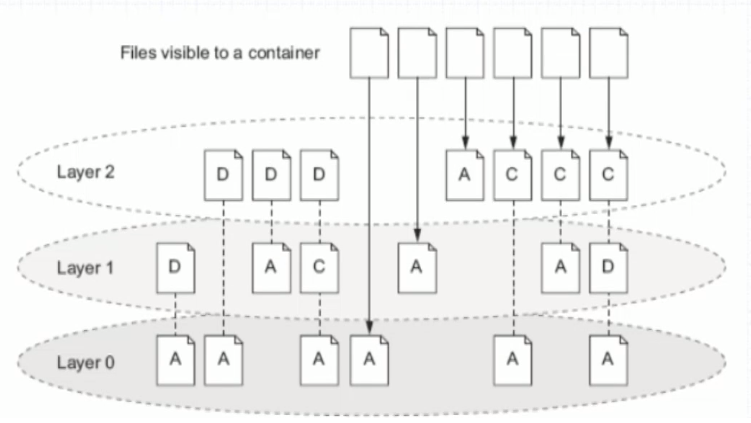 Files visible to a container
Layer 2 D D D A C C C
Layer 1 D A C A A D
Layer 0 A A A A A A